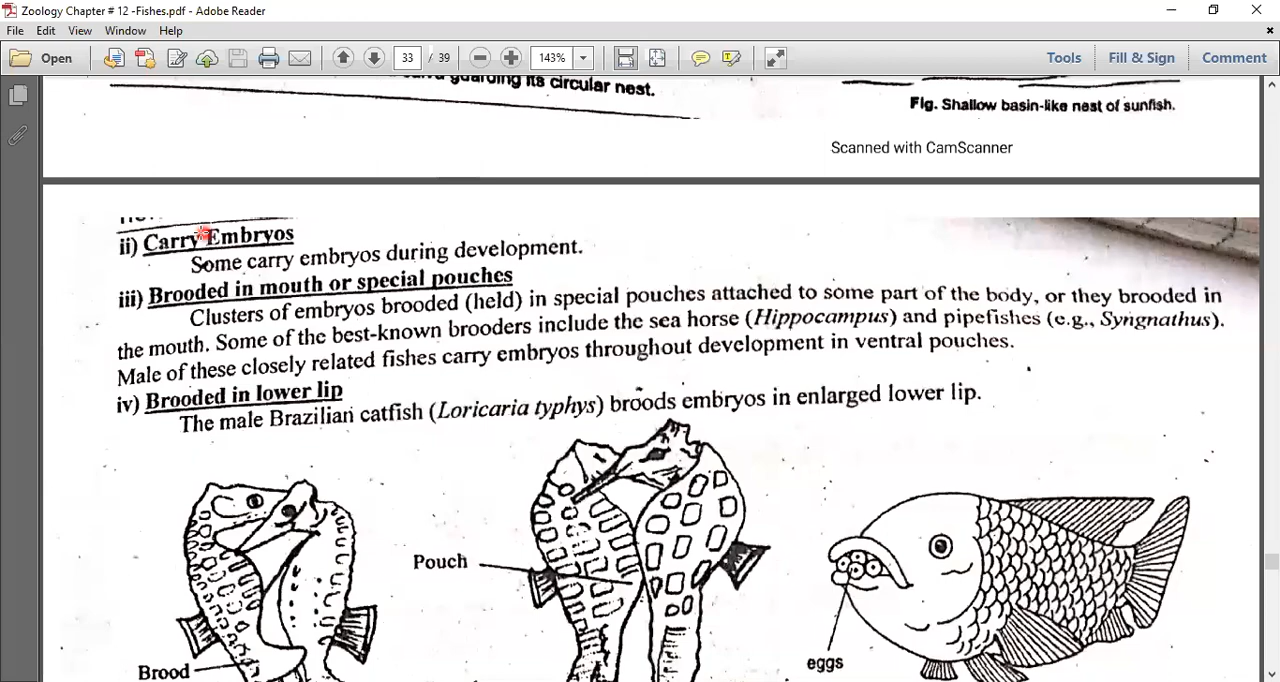 Zoology Chapter # 12 -Fishes.pdf - Adobe Reader
File Edit View Window Help
Open 33 / 39 143% Tools Fill & Sign Comment
guarding its circular nest.
Fig. Shallow basin-like nest of sunfish.
Scanned with CamScanner
ii) Carry Embryos
Some carry embryos during development.
iii) Brooded in mouth or special pouches
Clusters of embryos brooded (held) in special pouches attached to some part of the body, or they brooded in
the mouth. Some of the best-known brooders include the sea horse (Hippocampus) and pipefishes (e.g., Syngnathus).
Male of these closely related fishes carry embryos throughout development in ventral pouches.
iv) Brooded in lower lip
The male Brazilian catfish (Loricaria typhys) broods embryos in enlarged lower lip.
Pouch
eggs
Brood